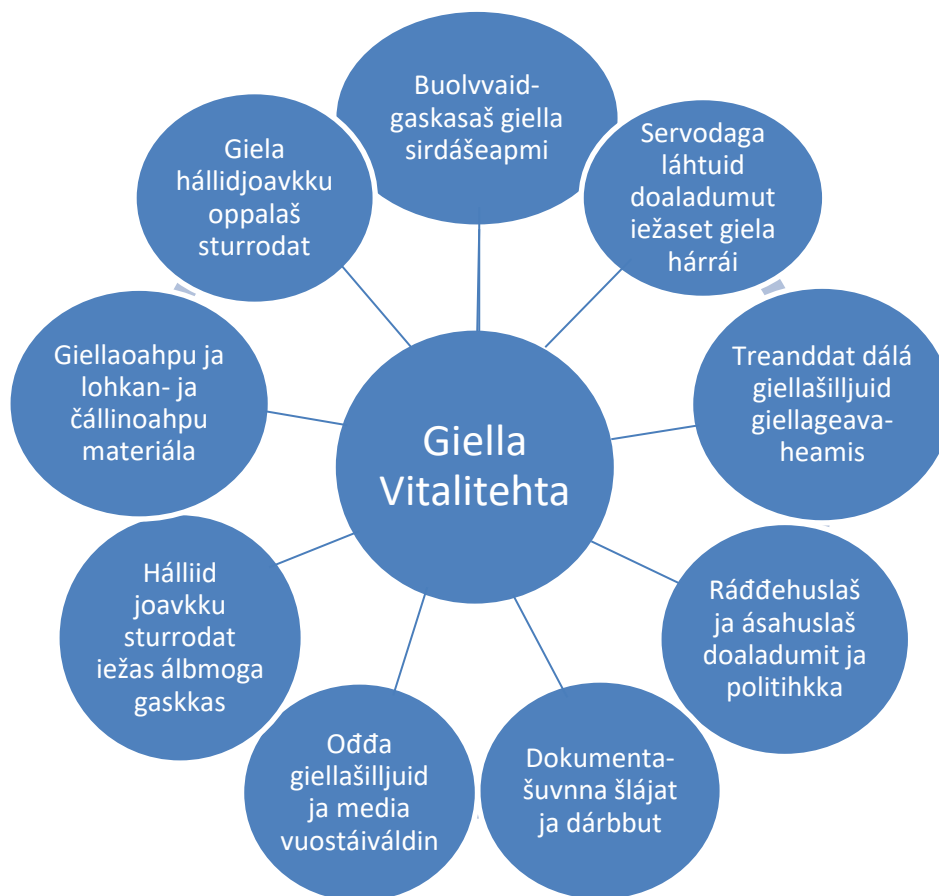 Buolvvaid-
gaskasaš giella
sirdášeapmi
Servodaga
láhtuid
doaladumut
iežaset giela
hárrái
Treanddat dálá
giellašilljuid
giellageava-
heamis
Ráđđehuslaš
ja ásahuslaš
doaladumit ja
politihkka
Dokumenta-
šuvnna šlájat
ja dárbbut
Ođđa
giellašilljuid
ja media
vuostáiváldin
Hálliid
joavkku
sturrodat
iežas álbmoga
gaskkas
Giellaoahpu ja
lohkan- ja
čállinoahpu
materiála
Giela
hállidjoavkku
oppalaš
sturrodat
Giella
Vitalitehta